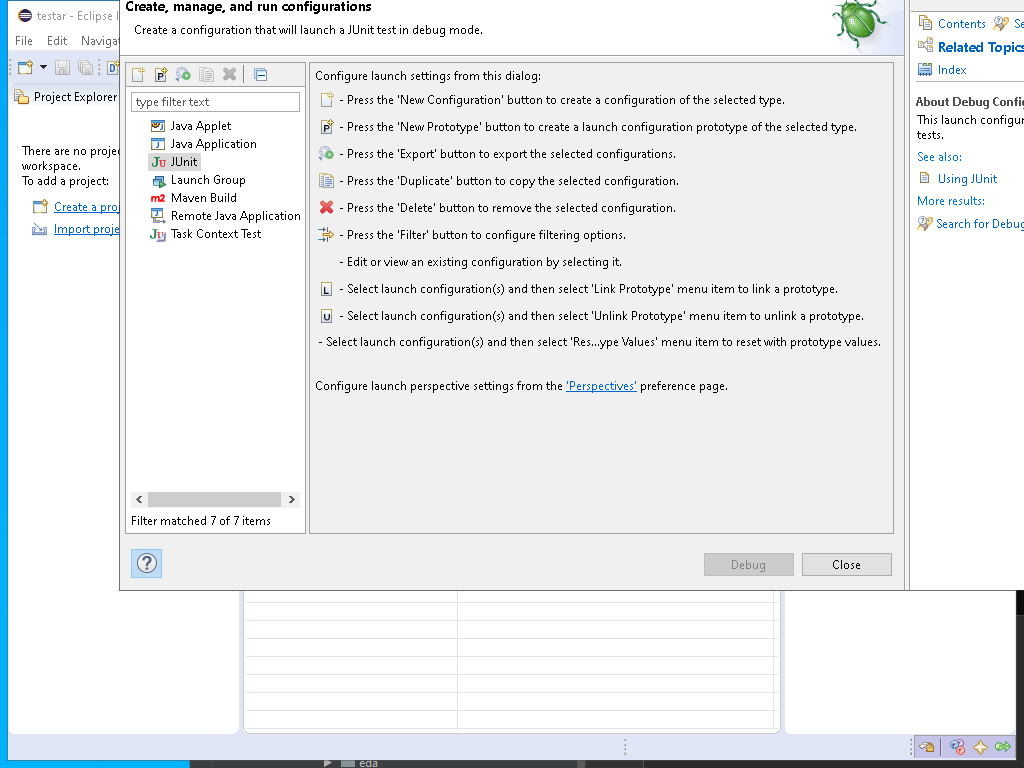 testar - Eclipse
File Edit Naviga
Project Explorer
There are no proje
workspace.
To add a project:
Create a pro
Import proje
Create, manage, and run configurations
Create a configuration that will launch a JUnit test in debug mode.
type filter text
Java Applet
Java Application
JUnit
Launch Group
Maven Build
Remote Java Application
Task Context Test
Filter matched 7 of 7 items
Configure launch settings from this dialog:
- Press the 'New Configuration' button to create a configuration of the selected type.
- Press the 'New Prototype' button to create a launch configuration prototype of the selected type.
- Press the 'Export' button to export the selected configurations.
- Press the 'Duplicate' button to copy the selected configuration.
- Press the 'Delete' button to remove the selected configuration.
- Press the 'Filter' button to configure filtering options.
- Edit or view an existing configuration by selecting it.
- Select launch configuration(s) and then select 'Link Prototype' menu item to link a prototype.
- Select launch configuration(s) and then select 'Unlink Prototype' menu item to unlink a prototype.
- Select launch configuration(s) and then select 'Res...ype Values' menu item to reset with prototype values.
Configure launch perspective settings from the 'Perspectives' preference page.
Debug
Close
Contents Se
Related Topics
Index
About Debug Confi
This launch configur
tests.
See also:
Using JUnit
More results:
Search for Debug
eda